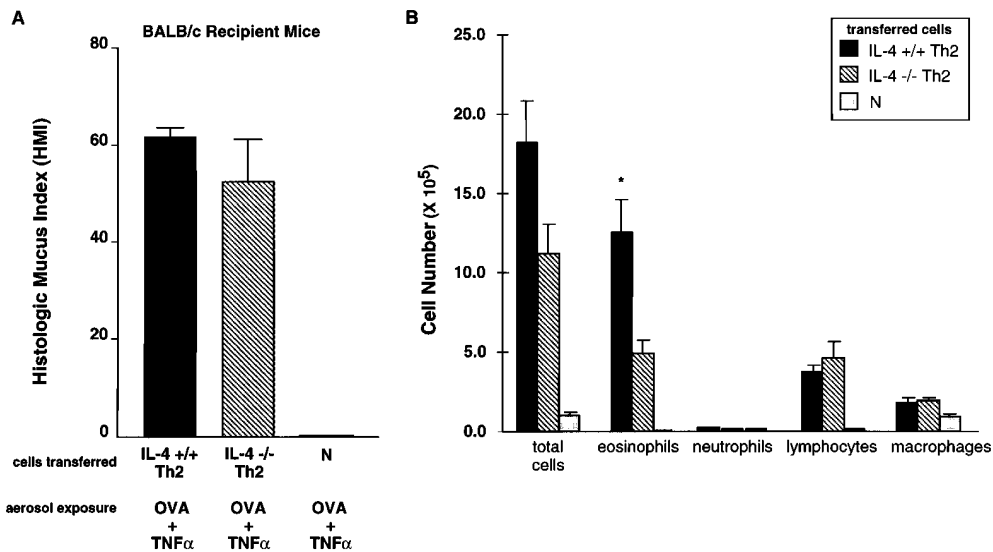 A
BALB/c Recipient Mice
Histologic Mucus Index (HMI)
80
60
40
20
0
cells transferred
IL-4 +/+
Th2
IL-4 -/-
Th2
N
aerosol exposure
OVA
+
TNFα
OVA
+
TNFα
OVA
+
TNFα
B
transferred cells
IL-4 +/+ Th2
IL-4 -/- Th2
N
Cell Number (X 10⁵)
25.0
20.0
15.0
10.0
5.0
0.0
*
total
cells
eosinophils
neutrophils
lymphocytes
macrophages